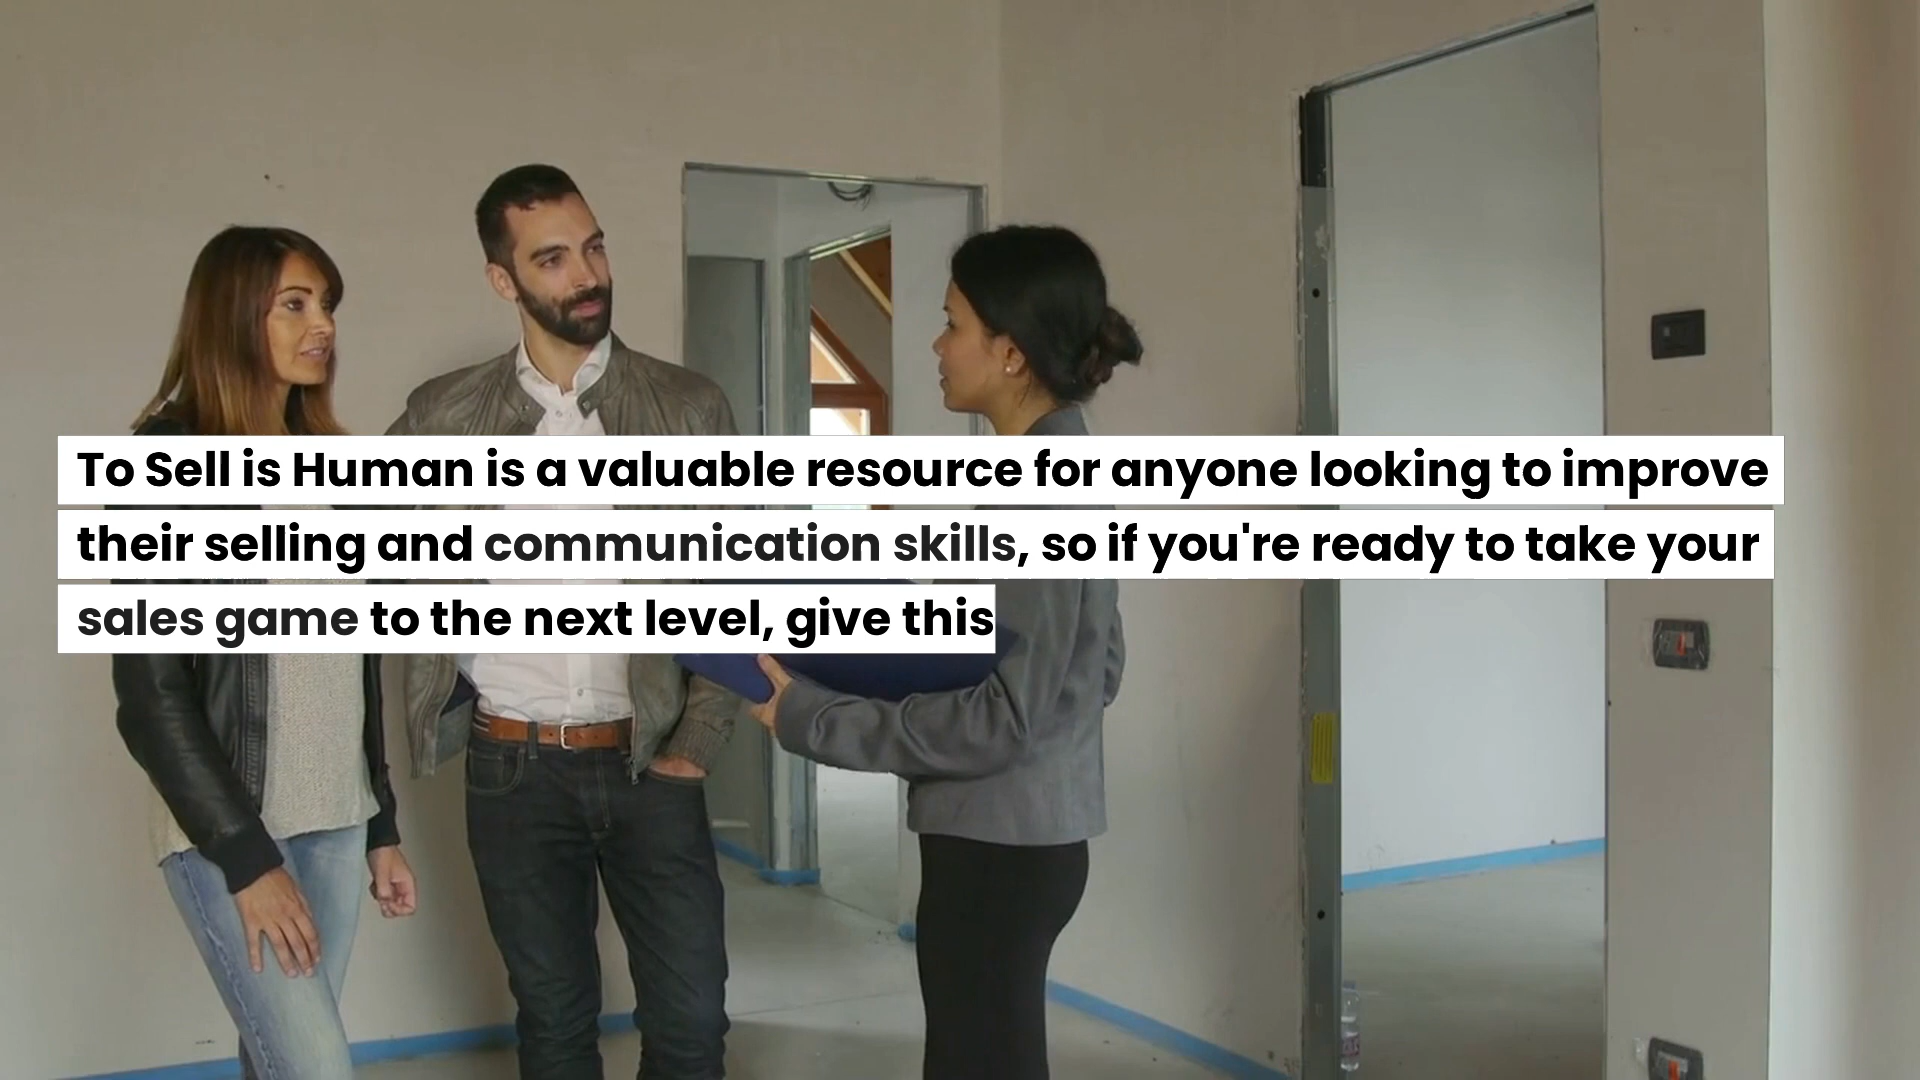 To Sell is Human is a valuable resource for anyone looking to improve
their selling and communication skills, so if you're ready to take your
sales game to the next level, give this